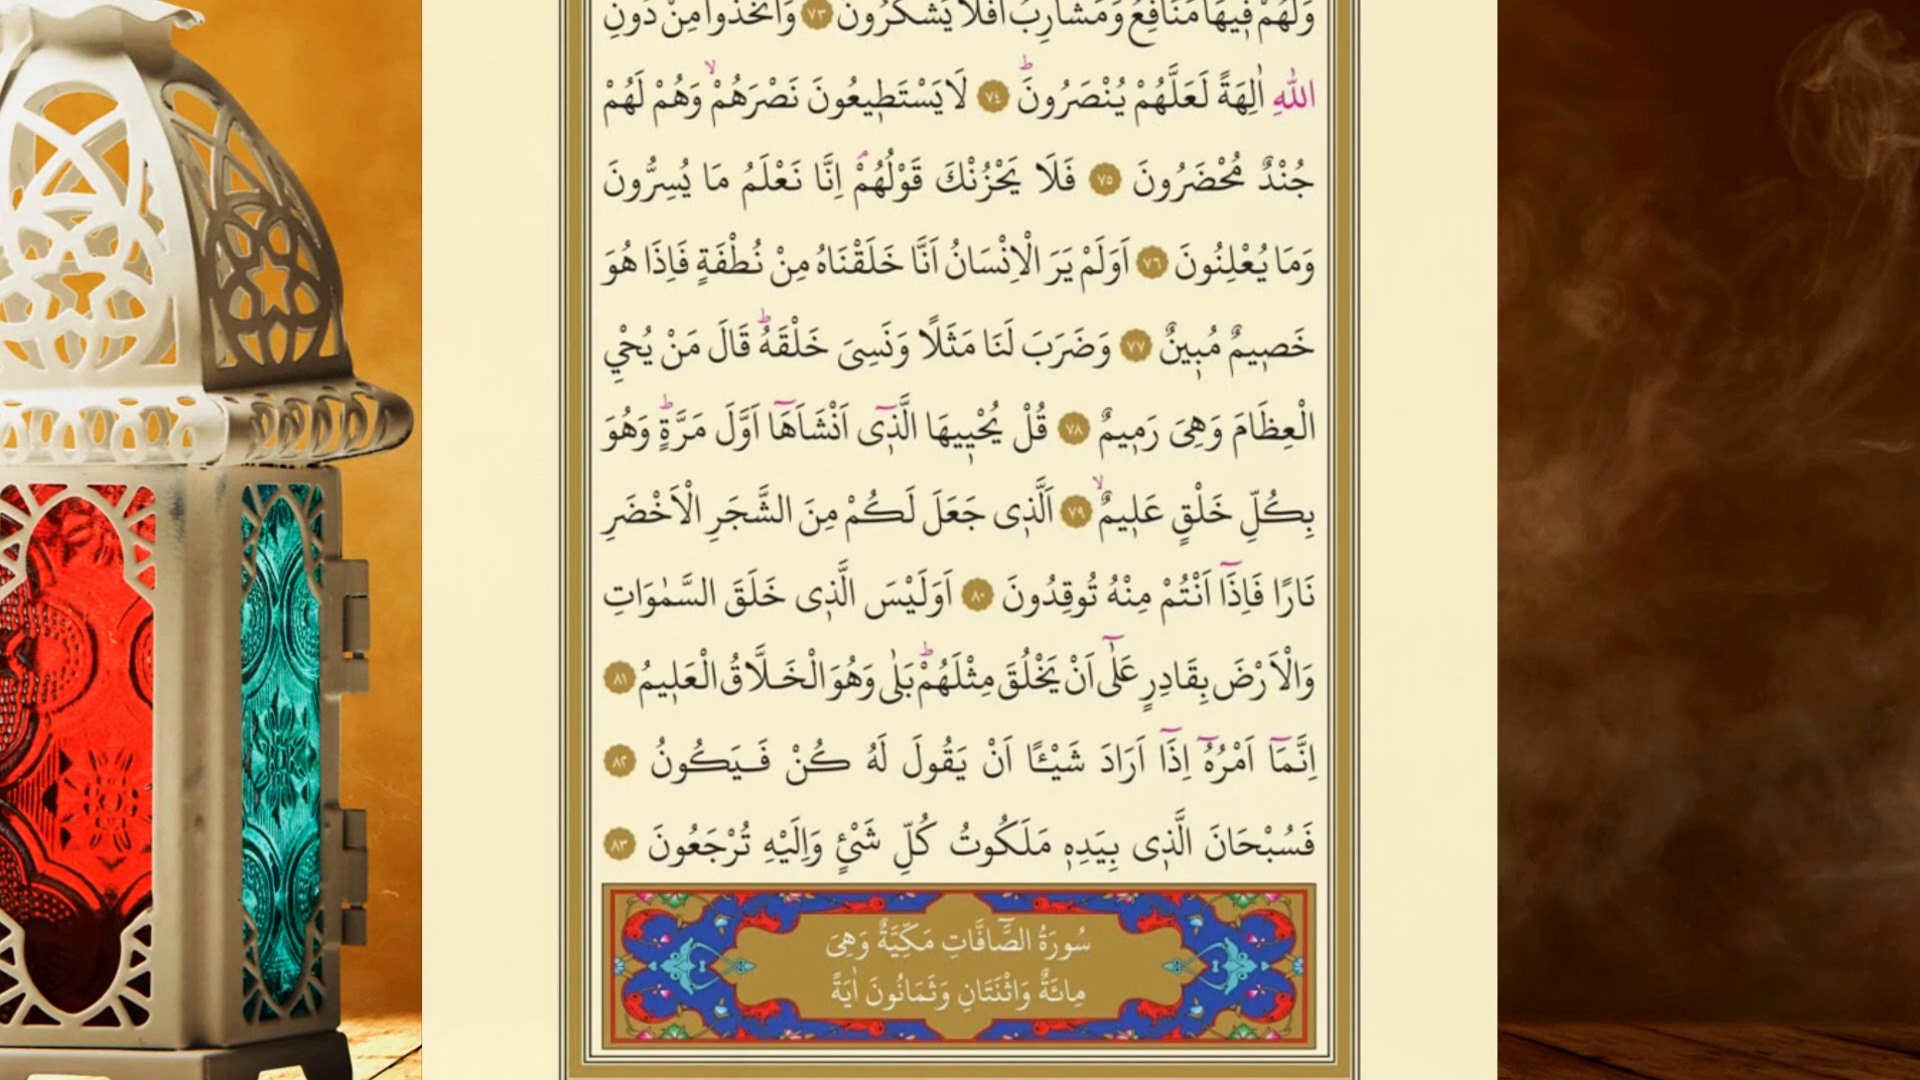 وَلَهُمْ فٖيهَا مَنَافِعُ وَمَشَارِبُ اَفَلَا يَشْكُرُونَ ﴿٧٣﴾ وَاتَّخَذُوا مِنْ دُونِ
اللّٰهِ اٰلِهَةً لَعَلَّهُمْ يُنْصَرُونَؕ ﴿٧٤﴾ لَا يَسْتَطٖيعُونَ نَصْرَهُمْۙ وَهُمْ لَهُمْ
جُنْدٌ مُحْضَرُونَ ﴿٧٥﴾ فَلَا يَحْزُنْكَ قَوْلُهُمْۘ اِنَّا نَعْلَمُ مَا يُسِرُّونَ
وَمَا يُعْلِنُونَ ﴿٧٦﴾ اَوَلَمْ يَرَ الْاِنْسَانُ اَنَّا خَلَقْنَاهُ مِنْ نُطْفَةٍ فَاِذَا هُوَ
خَصٖيمٌ مُبٖينٌ ﴿٧٧﴾ وَضَرَبَ لَنَا مَثَلًا وَنَسِىَ خَلْقَهُؕ قَالَ مَنْ يُحْيِ
الْعِظَامَ وَهِىَ رَمٖيمٌ ﴿٧٨﴾ قُلْ يُحْيٖيهَا الَّذٖٓى اَنْشَاَهَٓا اَوَّلَ مَرَّةٍؕ وَهُوَ
بِكُلِّ خَلْقٍ عَلٖيمٌۙ ﴿٧٩﴾ اَلَّذٖى جَعَلَ لَكُمْ مِنَ الشَّجَرِ الْاَخْضَرِ
نَارًا فَاِذَٓا اَنْتُمْ مِنْهُ تُوقِدُونَ ﴿٨٠﴾ اَوَلَيْسَ الَّذٖى خَلَقَ السَّمٰوَاتِ
وَالْاَرْضَ بِقَادِرٍ عَلٰٓى اَنْ يَخْلُقَ مِثْلَهُمْؕ بَلٰى وَهُوَ الْخَلَّاقُ الْعَلٖيمُ ﴿٨١﴾
اِنَّمَٓا اَمْرُهُٓ اِذَٓا اَرَادَ شَيْـًٔا اَنْ يَقُولَ لَهُ كُنْ فَيَكُونُ ﴿٨٢﴾
فَسُبْحَانَ الَّذٖى بِيَدِهٖ مَلَكُوتُ كُلِّ شَىْءٍ وَاِلَيْهِ تُرْجَعُونَ ﴿٨٣﴾
سُورَةُ الصَّٓافَّاتِ مَكِّيَّةٌ وَهِىَ
مِائَةٌ وَاثْنَتَانِ وَثَمَانُونَ اٰيَةً